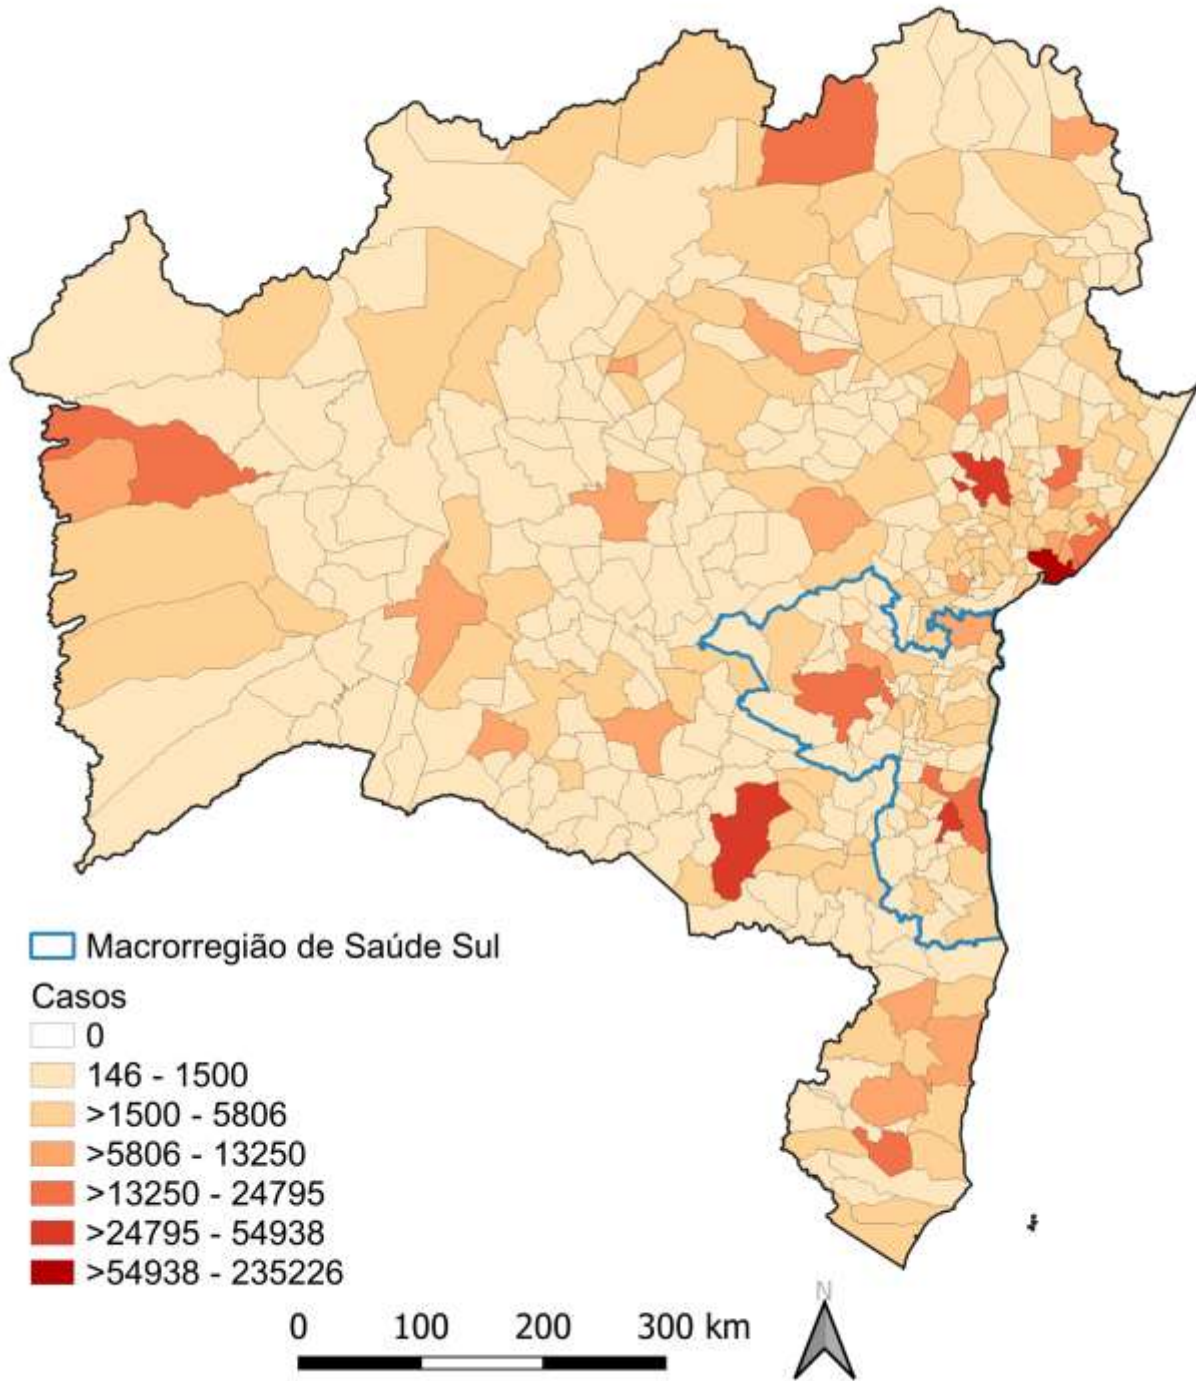 Macrorregião de Saúde Sul
Casos
0
146 - 1500
>1500 - 5806
>5806 - 13250
>13250 - 24795
>24795 - 54938
>54938 - 235226
0 100 200 300 km
N